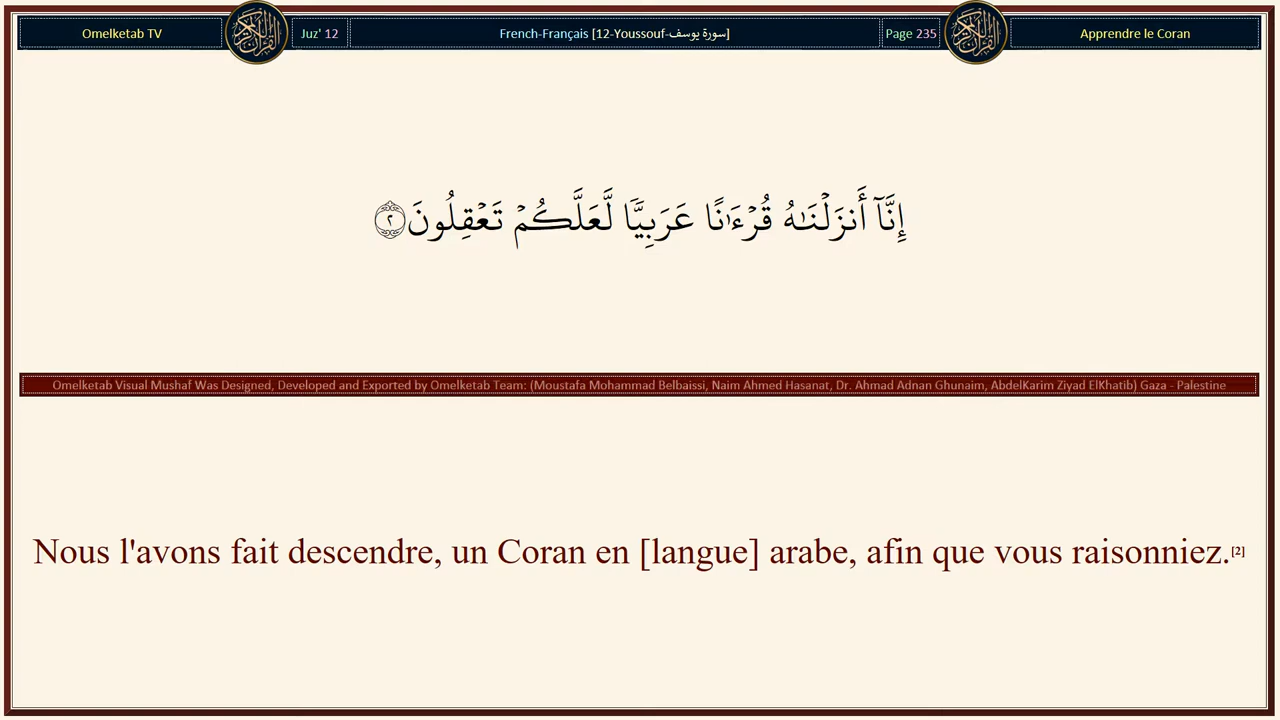 Omelketab TV
Juz' 12
French-Français [12-Youssouf-سورة يوسف]
Page 235
Apprendre le Coran
إِنَّآ أَنزَلۡنَٰهُ قُرۡءَٰنًا عَرَبِيّٗا لَّعَلَّكُمۡ تَعۡقِلُونَ ٢
Omelketab Visual Mushaf Was Designed, Developed and Exported by Omelketab Team: (Moustafa Mohammad Belbaissi, Naim Ahmed Hasanat, Dr. Ahmad Adnan Ghunaim, AbdelKarim Ziyad ElKhatib) Gaza - Palestine
Nous l'avons fait descendre, un Coran en [langue] arabe, afin que vous raisonniez.[2]